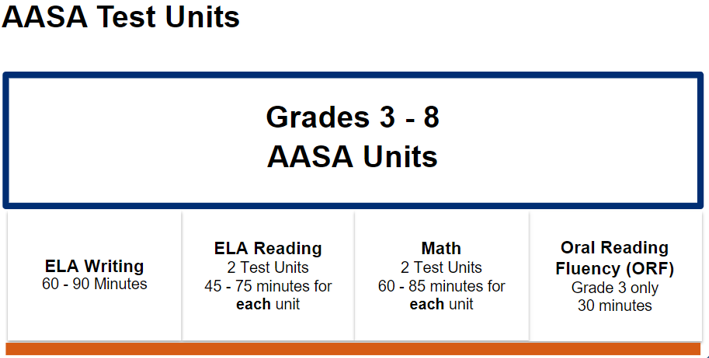 AASA Test Units
Grades 3 - 8
AASA Units
ELA Writing
60 - 90 Minutes
ELA Reading
2 Test Units
45 - 75 minutes for
each unit
Math
2 Test Units
60 - 85 minutes for
each unit
Oral Reading
Fluency (ORF)
Grade 3 only
30 minutes